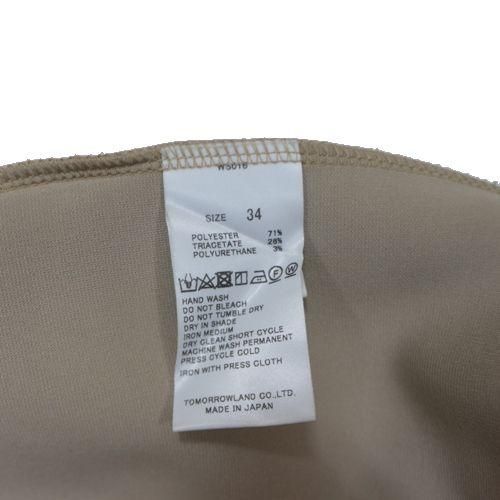 W5016
SIZE 34
POLYESTER 71%
TRIACETATE 26%
POLYURETHANE 3%
HAND WASH
DO NOT BLEACH
DO NOT TUMBLE DRY
DRY IN SHADE
IRON MEDIUM
DRY CLEAN SHORT CYCLE
MACHINE WASH PERMANENT
PRESS CYCLE COLD
IRON WITH PRESS CLOTH
TOMORROWLAND CO.,LTD.
MADE IN JAPAN